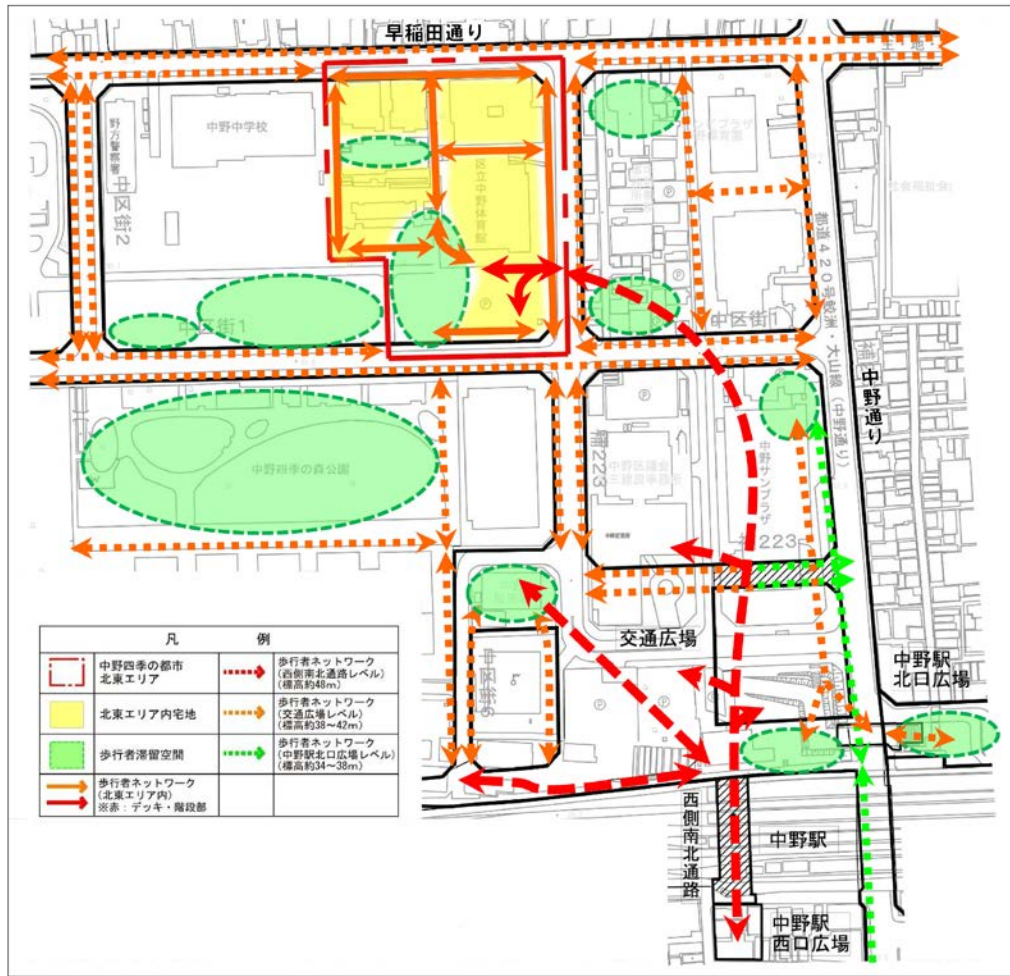 早稲田通り
中野中学校
野方警察署
中区街2
区立中野体育館
Ⓟ
Ⓟ
Ⓟ
Ⓟ
都道420号鮫洲・大山線(中野通り)
中野通り
中区街1
中区街1
中野四季の森公園
補223
中野区議会
中野サンプラザ
補223
交通広場
中野駅
北口広場
中区街6
西側南北通路
中野駅
中野駅
西口広場
凡 例
中野四季の都市
北東エリア
歩行者ネットワーク
(西側南北通路レベル)
(標高約48m)
北東エリア内宅地
歩行者ネットワーク
(交通広場レベル)
(標高約38~42m)
歩行者滞留空間
歩行者ネットワーク
(中野駅北口広場レベル)
(標高約34~38m)
歩行者ネットワーク
(北東エリア内)
※赤:デッキ・階段部